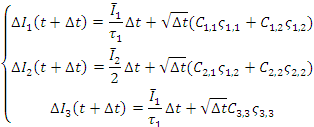 ΔI₁(t + Δt) = Ī₁/τ₁ Δt + √Δt(C₁,₁ς₁,₁ + C₁,₂ς₁,₂)
ΔI₂(t + Δt) = Ī₂/2 Δt + √Δt(C₂,₁ς₁,₂ + C₂,₂ς₂,₂)
ΔI₃(t + Δt) = Ī₁/τ₁ Δt + √Δt C₃,₃ς₃,₃